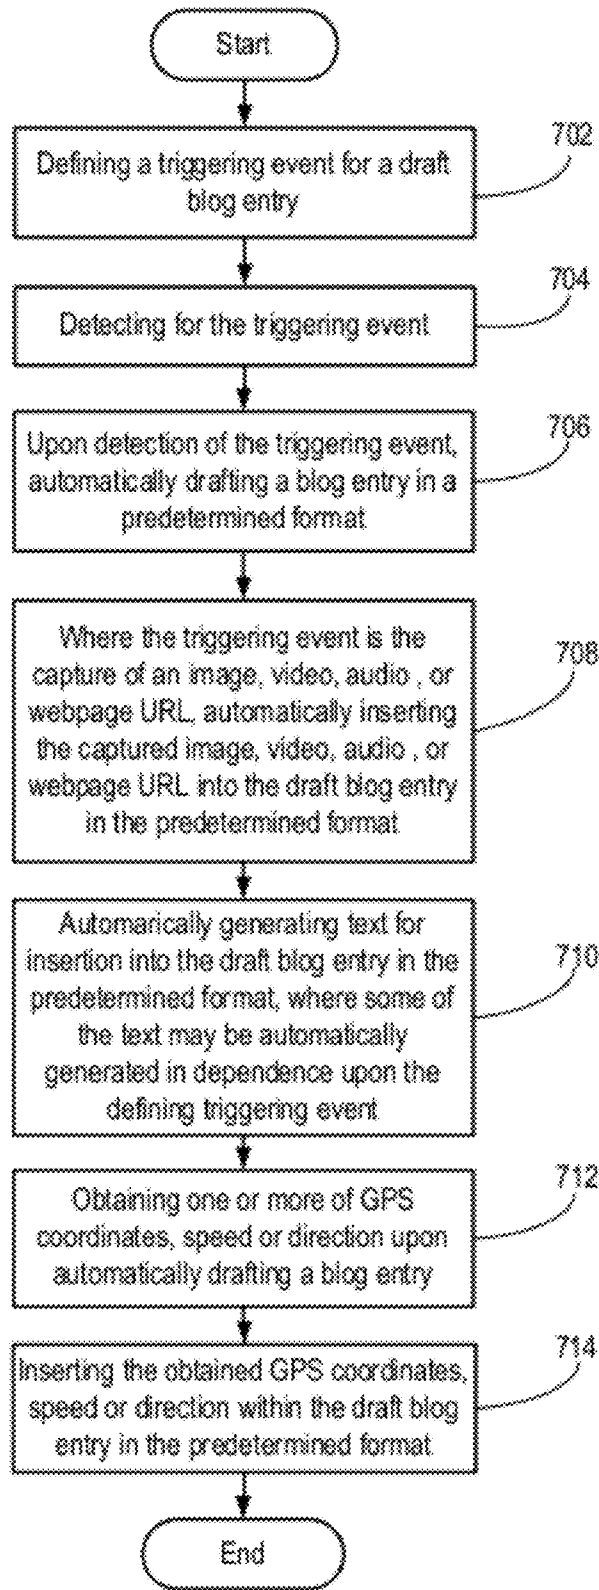 Start
702
Defining a triggering event for a draft
blog entry
704
Detecting for the triggering event
706
Upon detection of the triggering event,
automatically drafting a blog entry in a
predetermined format
708
Where the triggering event is the
capture of an image, video, audio , or
webpage URL, automatically inserting
the captured image, video, audio , or
webpage URL into the draft blog entry
in the predetermined format
710
Automarically generating text for
insertion into the draft blog entry in the
predetermined format, where some of
the text may be automatically
generated in dependence upon the
defining triggering event
712
Obtaining one or more of GPS
coordinates, speed or direction upon
automatically drafting a blog entry
714
Inserting the obtained GPS coordinates,
speed or direction within the draft blog
entry in the predetermined format
End